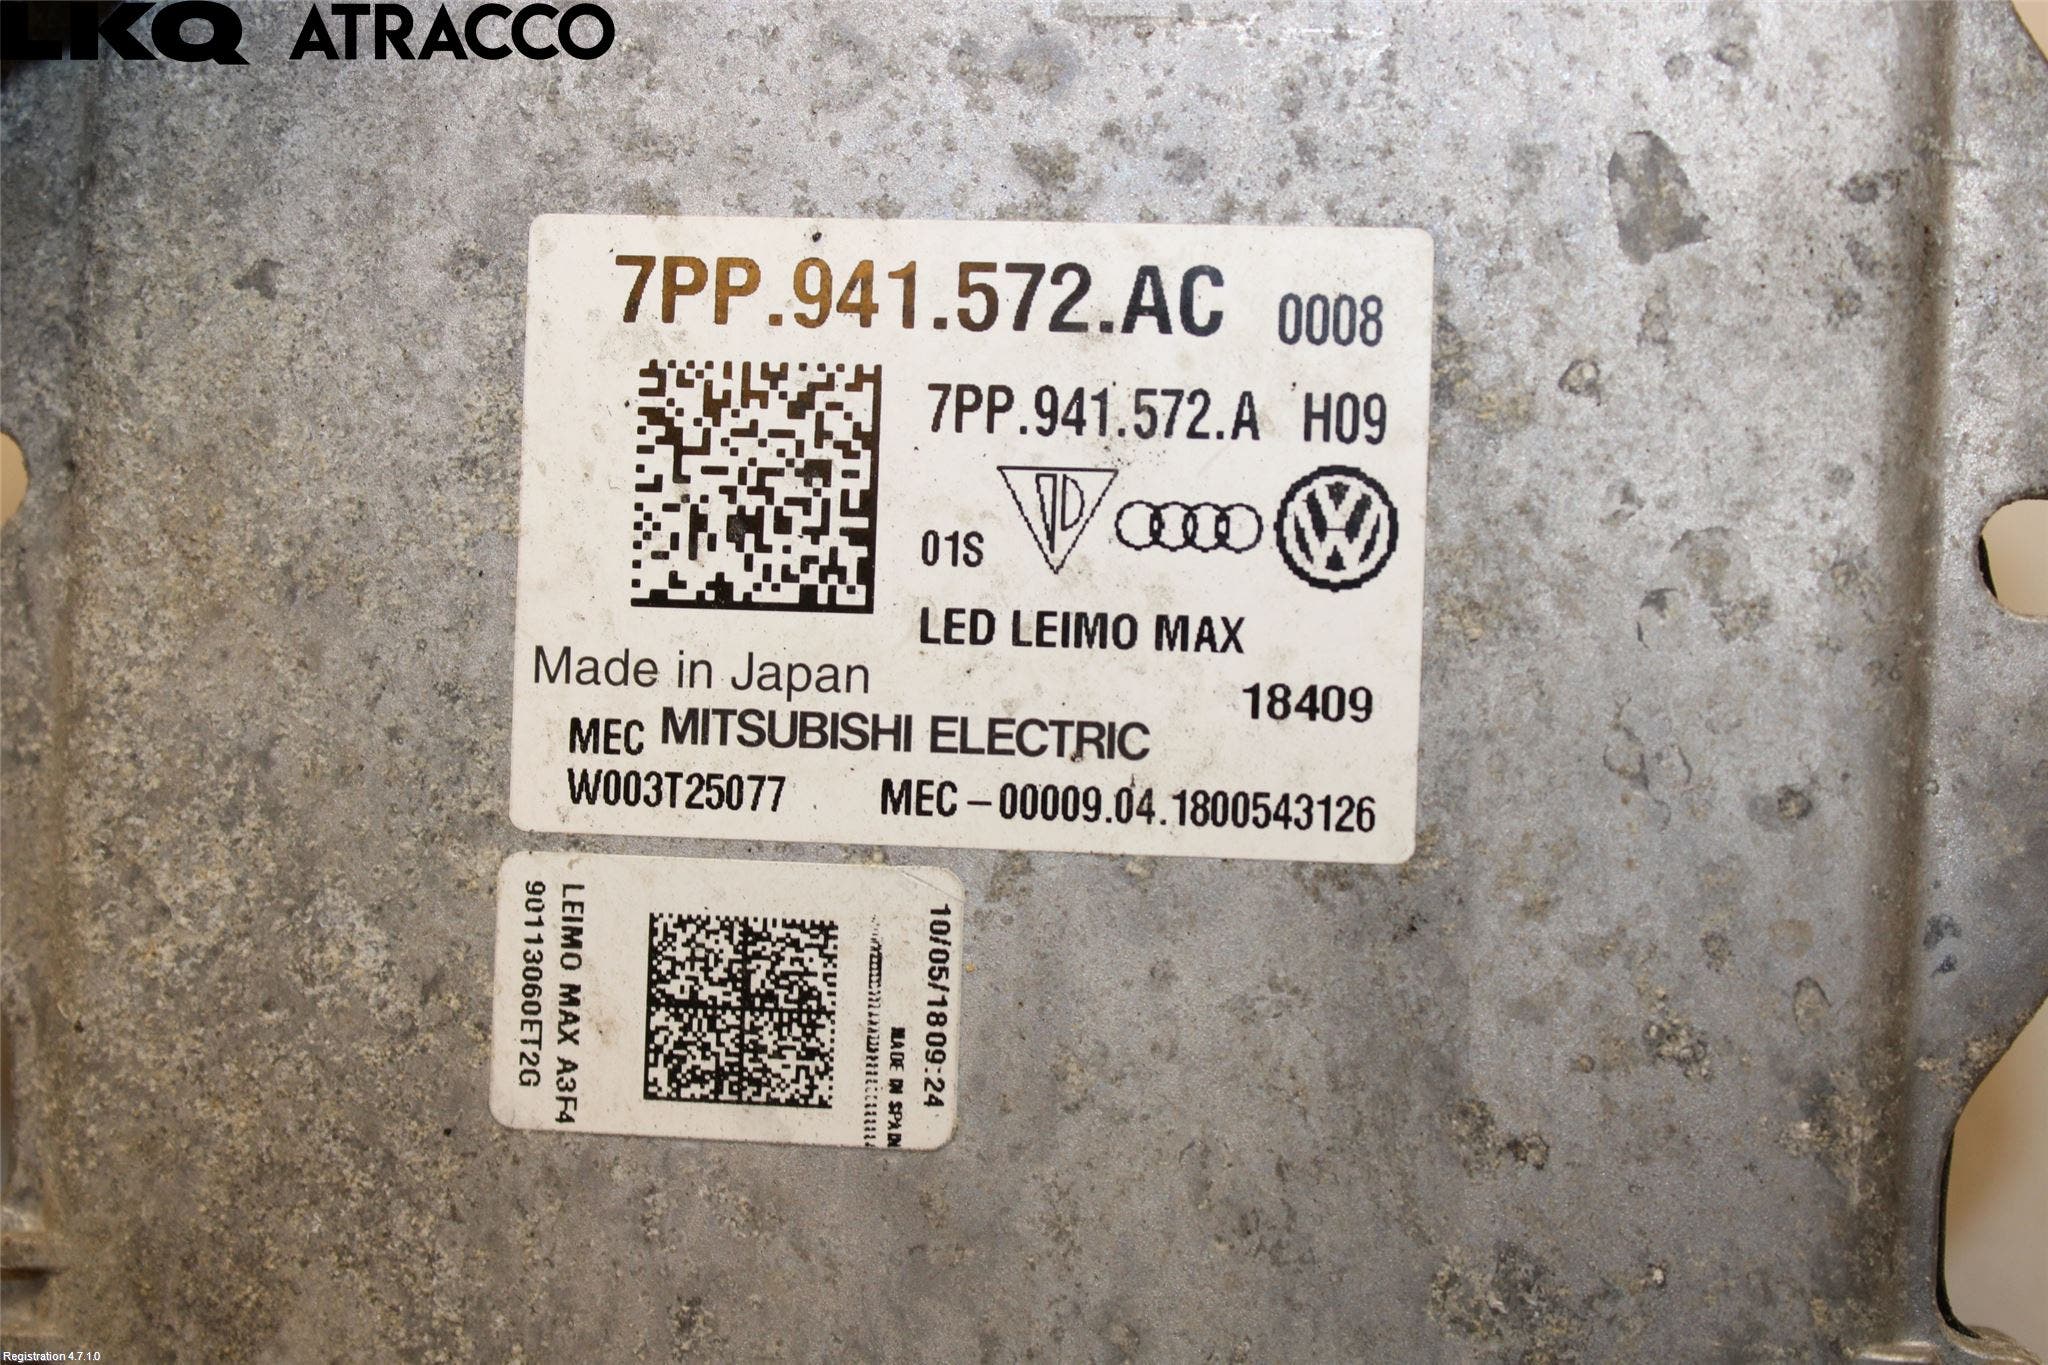 LKQ ATRACCO
7PP.941.572.AC 0008
7PP.941.572.A H09
01S
LED LEIMO MAX
Made in Japan
18409
MEC MITSUBISHI ELECTRIC
W003T25077 MEC-00009.04.1800543126
10/05/1809:24
MADE IN SPAIN
LEIMO MAX A3F4
901130600ET2G
Registration 4.7.1.0